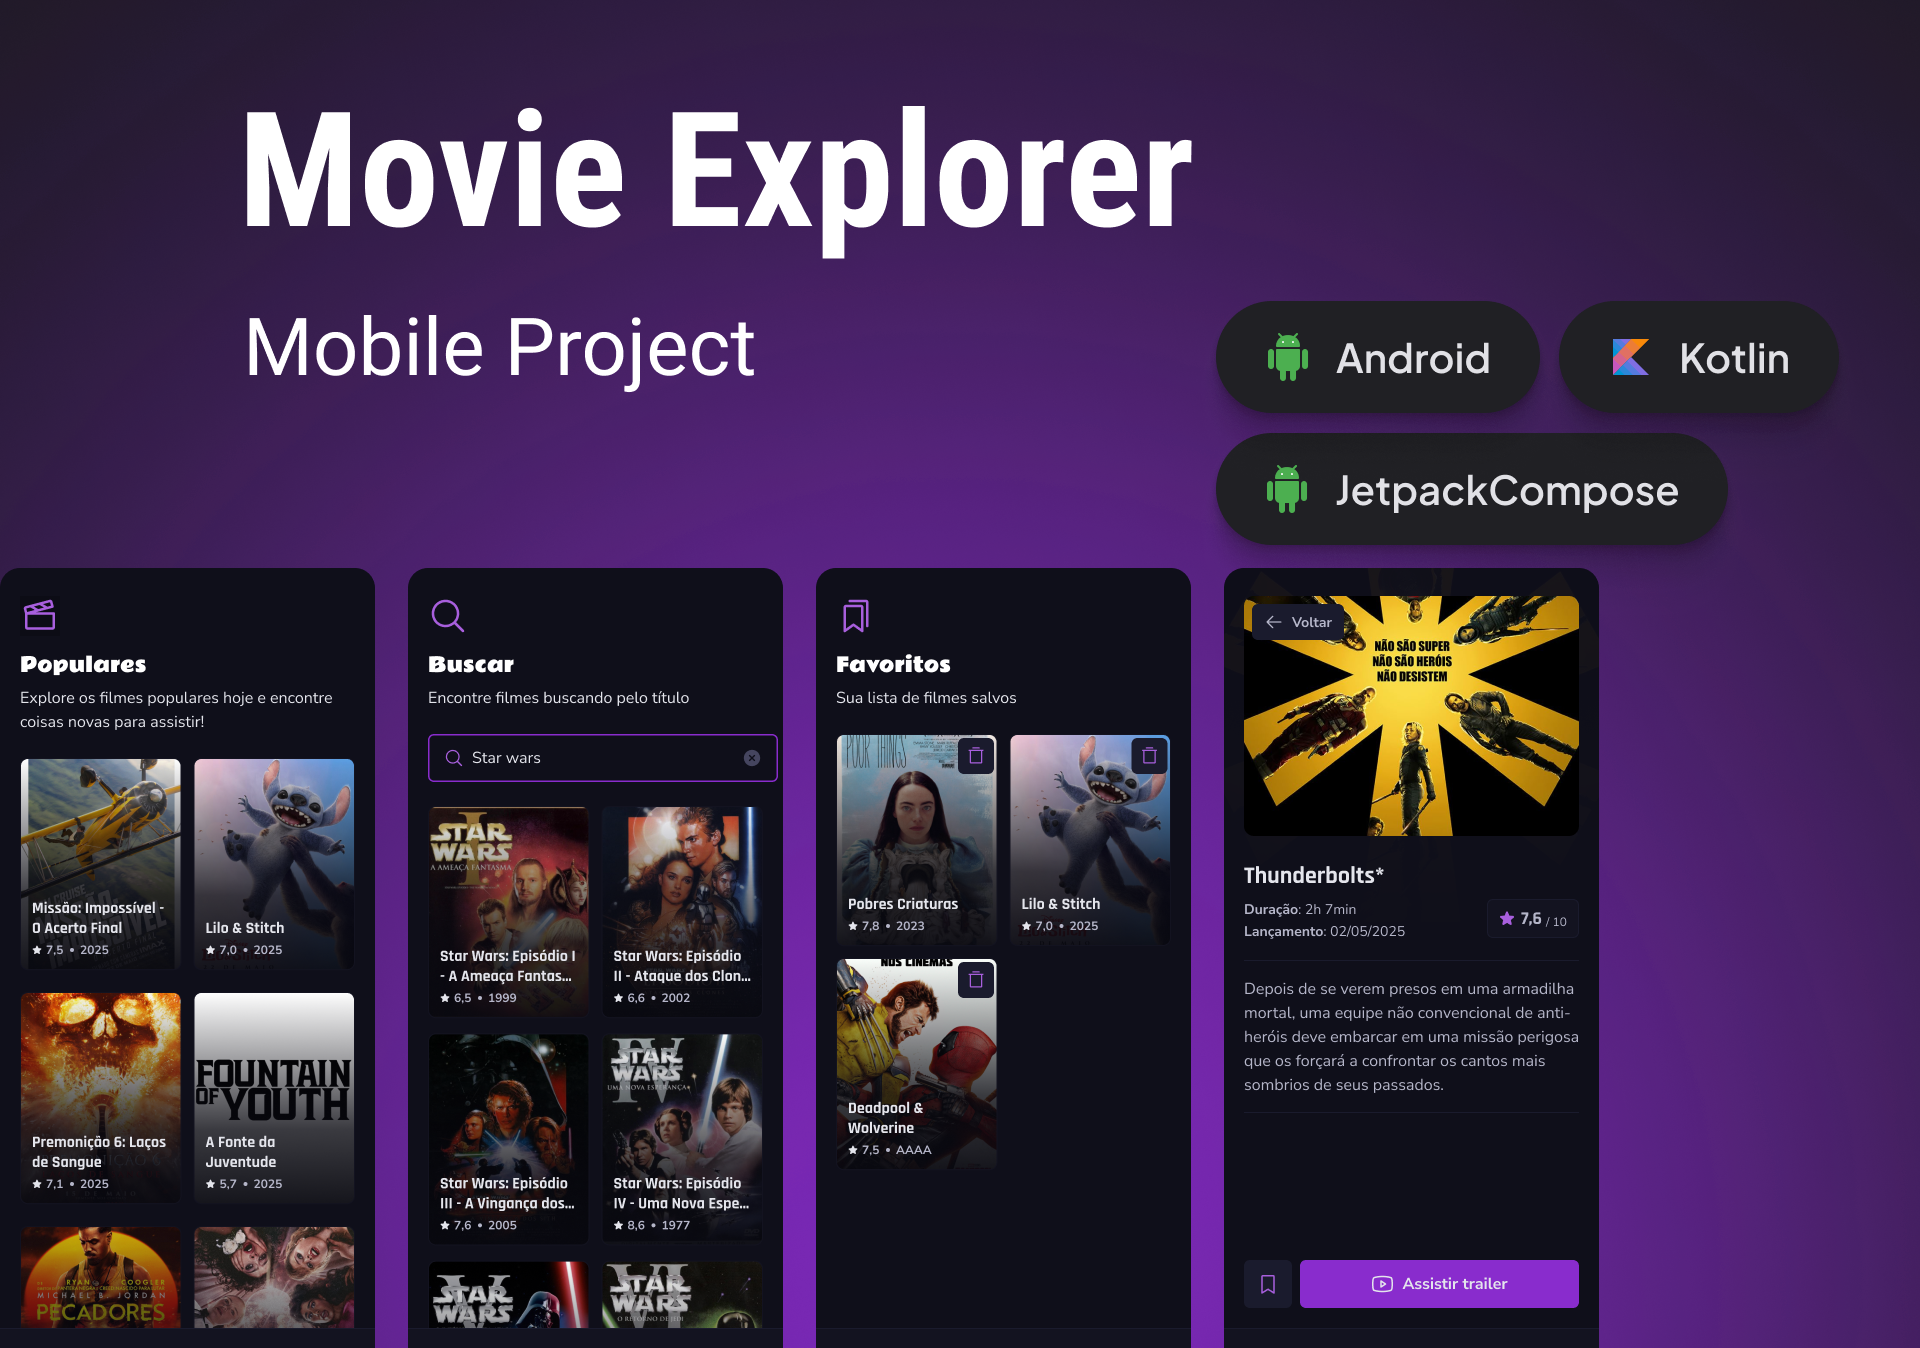 Movie Explorer
Mobile Project
Android
Kotlin
JetpackCompose
Populares
Explore os filmes populares hoje e encontre
coisas novas para assistir!
Missão: Impossível -
O Acerto Final
7,5 • 2025
Lilo & Stitch
7,0 • 2025
Premonição 6: Laços
de Sangue
7,1 • 2025
FOUNTAIN
OF YOUTH
A Fonte da
Juventude
5,7 • 2025
RYAN COOGLER
MICHAEL B. JORDAN
PECADORES
Buscar
Encontre filmes buscando pelo título
Star wars
STAR
WARS
I
A AMEAÇA FANTASMA
Star Wars: Episódio I
- A Ameaça Fantas...
6,5 • 1999
Star Wars: Episódio
II - Ataque dos Clon...
6,6 • 2002
Star Wars: Episódio
III - A Vingança dos...
7,6 • 2005
STAR
WARS
IV
UMA NOVA ESPERANÇA
Star Wars: Episódio
IV - Uma Nova Espe...
8,6 • 1977
STAR
WARS
V
STAR
WARS
VI
O RETORNO DE JEDI
Favoritos
Sua lista de filmes salvos
POOR THINGS
Pobres Criaturas
7,8 • 2023
Lilo & Stitch
7,0 • 2025
NOS CINEMAS
Deadpool &
Wolverine
7,5 • AAAA
Voltar
NÃO SÃO SUPER
NÃO SÃO HERÓIS
NÃO DESISTEM
Thunderbolts*
Duração: 2h 7min
Lançamento: 02/05/2025
7,6 / 10
Depois de se verem presos em uma armadilha
mortal, uma equipe não convencional de anti-
heróis deve embarcar em uma missão perigosa
que os forçará a confrontar os cantos mais
sombrios de seus passados.
Assistir trailer